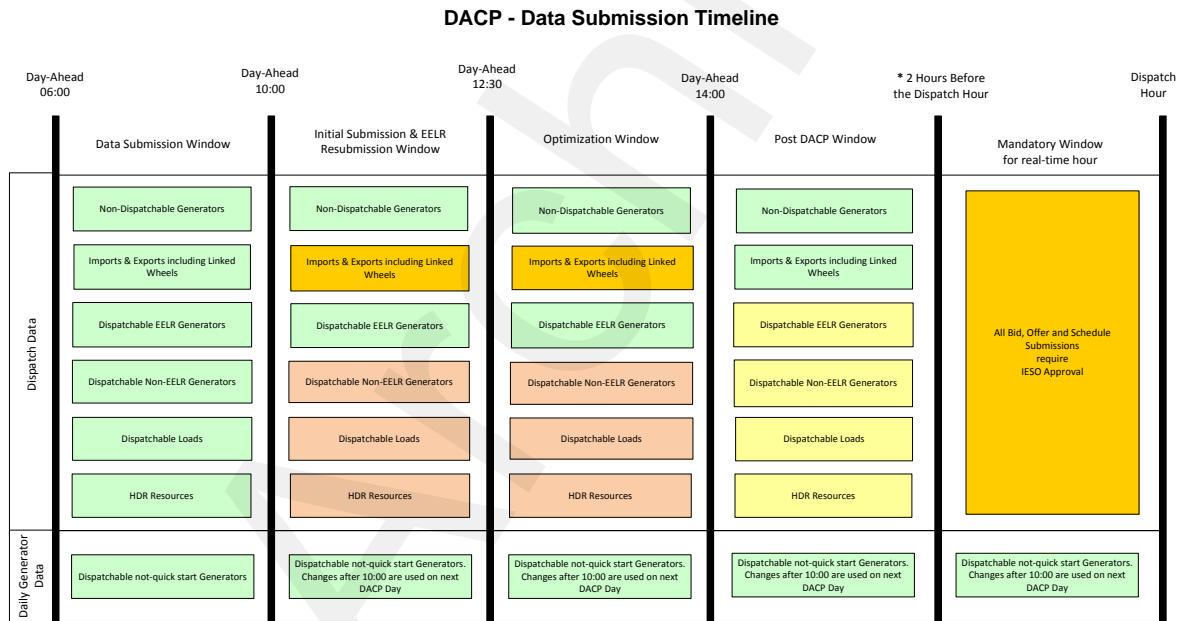 DACP - Data Submission Timeline
Day-Ahead
06:00
Day-Ahead
10:00
Day-Ahead
12:30
Day-Ahead
14:00
* 2 Hours Before
the Dispatch Hour
Dispatch
Hour
Data Submission Window
Initial Submission & EELR
Resubmission Window
Optimization Window
Post DACP Window
Mandatory Window
for real-time hour
Dispatch Data
Non-Dispatchable Generators
Non-Dispatchable Generators
Non-Dispatchable Generators
Non-Dispatchable Generators
Imports & Exports including Linked
Wheels
Imports & Exports including Linked
Wheels
Imports & Exports including Linked
Wheels
Imports & Exports including Linked
Wheels
Dispatchable EELR Generators
Dispatchable EELR Generators
Dispatchable EELR Generators
Dispatchable EELR Generators
All Bid, Offer and Schedule
Submissions
require
IESO Approval
Dispatchable Non-EELR Generators
Dispatchable Non-EELR Generators
Dispatchable Non-EELR Generators
Dispatchable Non-EELR Generators
Dispatchable Loads
Dispatchable Loads
Dispatchable Loads
Dispatchable Loads
HDR Resources
HDR Resources
HDR Resources
HDR Resources
Daily Generator
Data
Dispatchable not-quick start Generators
Dispatchable not-quick start Generators.
Changes after 10:00 are used on next
DACP Day
Dispatchable not-quick start Generators.
Changes after 10:00 are used on next
DACP Day
Dispatchable not-quick start Generators.
Changes after 10:00 are used on next
DACP Day
Dispatchable not-quick start Generators.
Changes after 10:00 are used on next
DACP Day
Archi